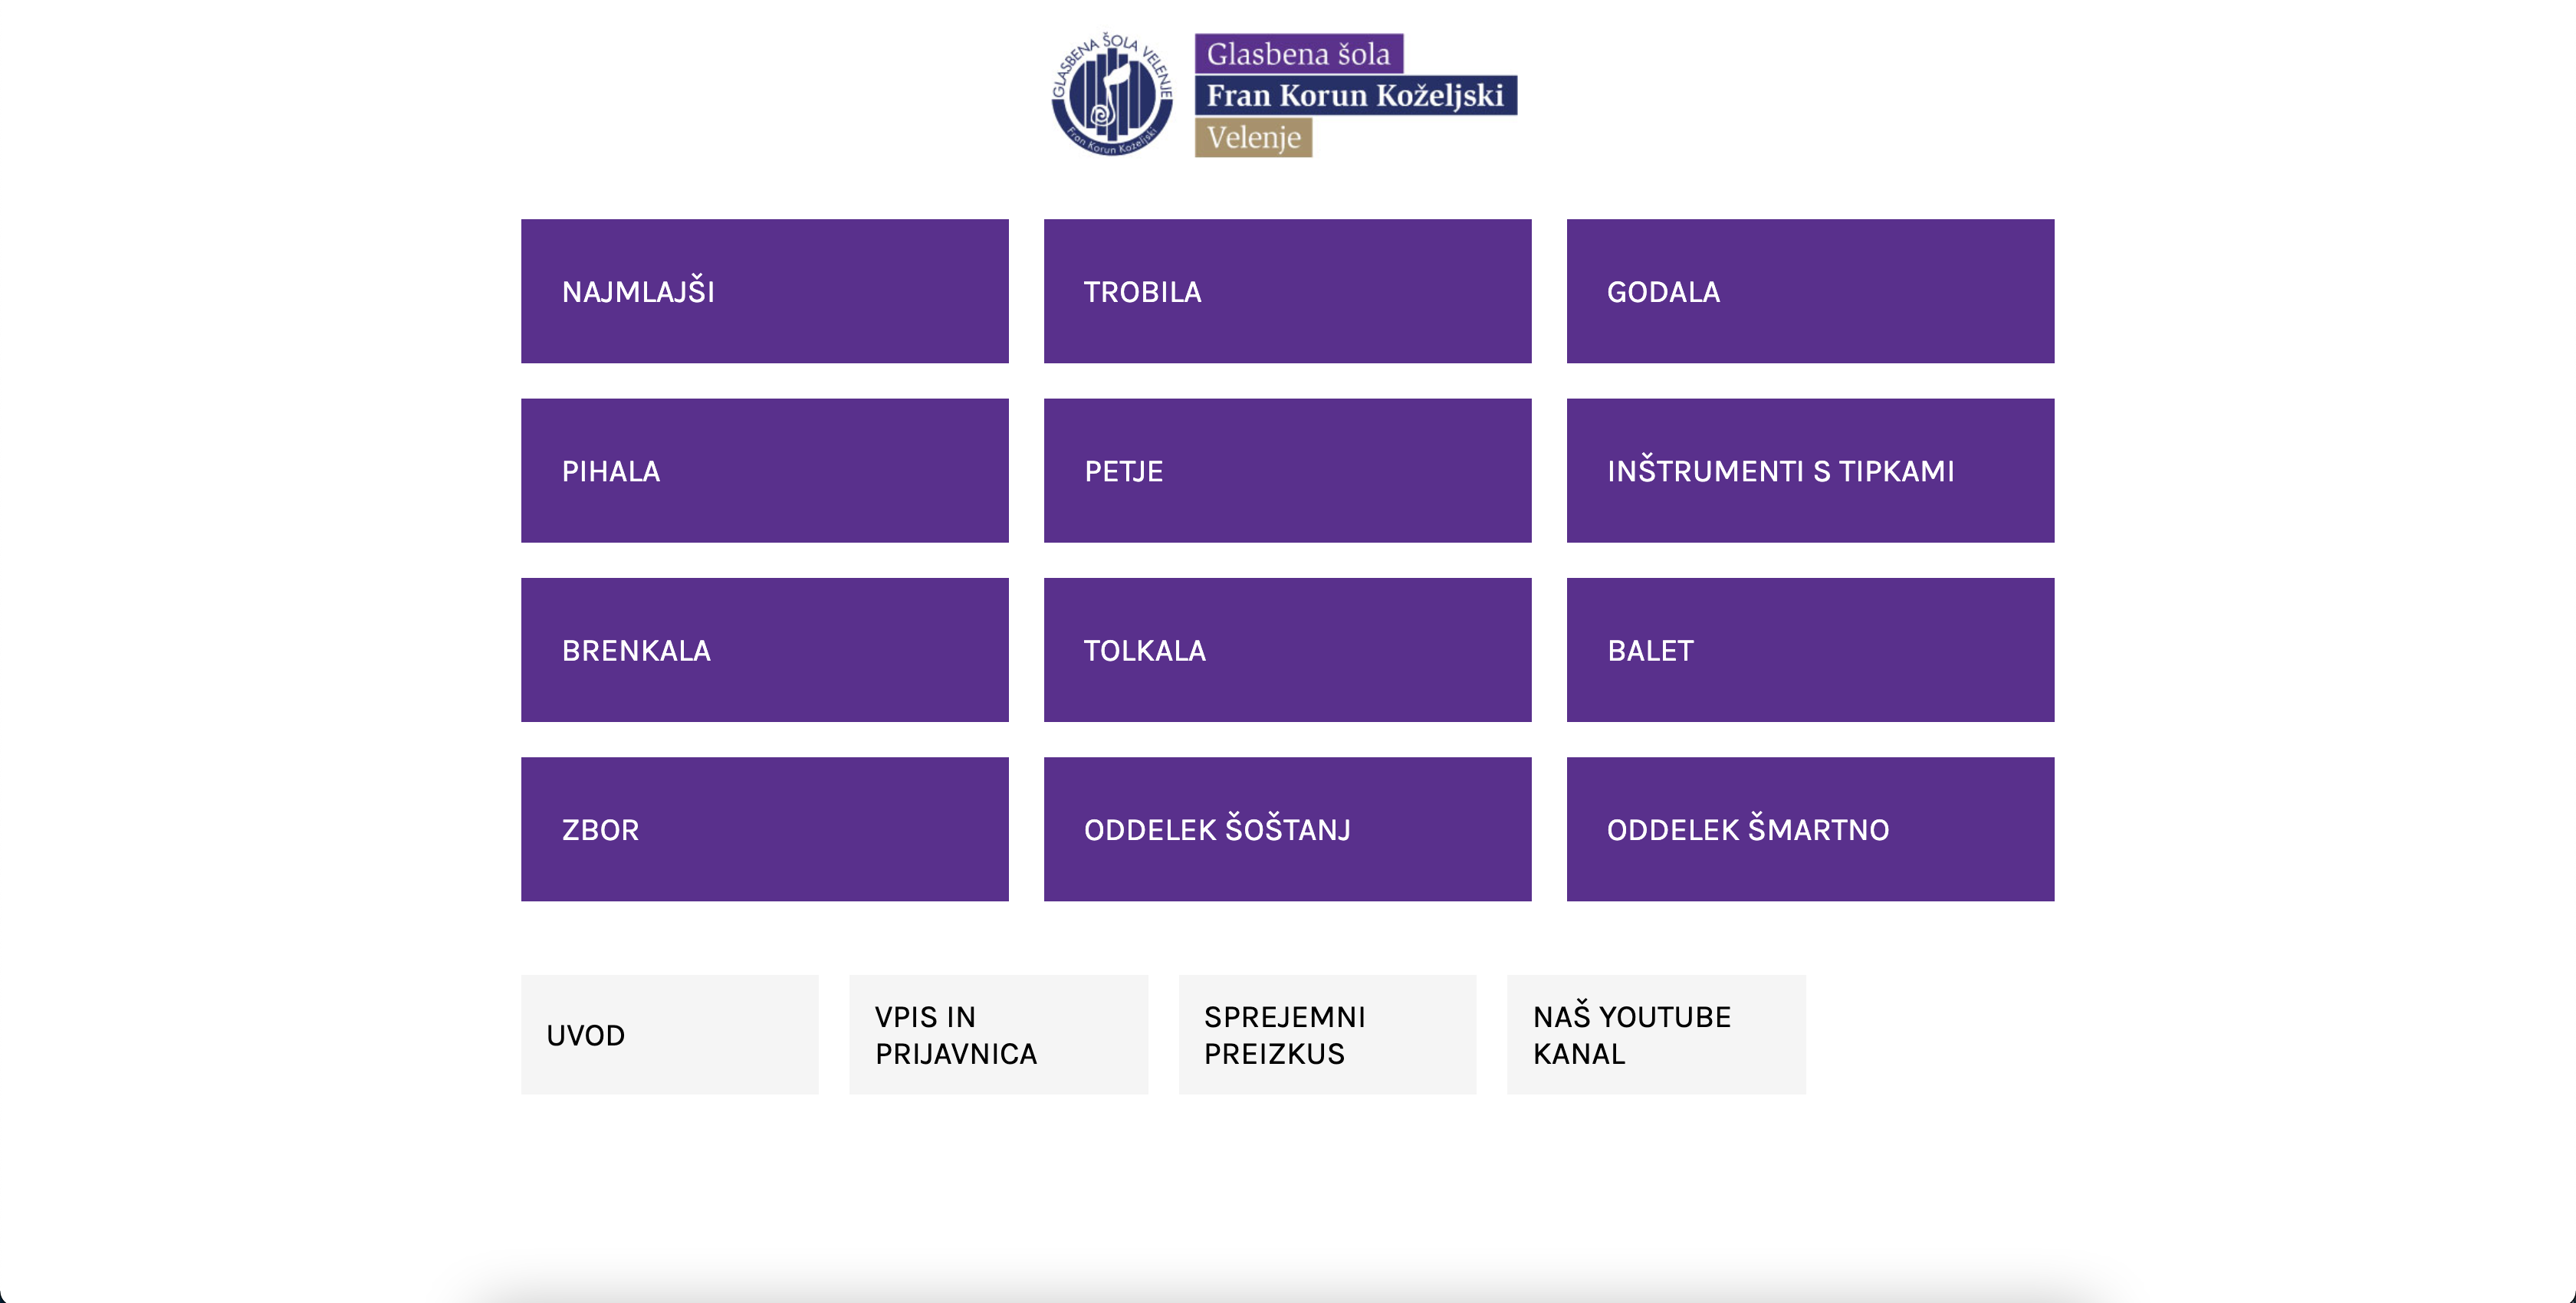 GLASBENA ŠOLA VELENJE
Fran Korun Koželjski
Glasbena šola
Fran Korun Koželjski
Velenje
NAJMLAJŠI
TROBILA
GODALA
PIHALA
PETJE
INŠTRUMENTI S TIPKAMI
BRENKALA
TOLKALA
BALET
ZBOR
ODDELEK ŠOŠTANJ
ODDELEK ŠMARTNO
UVOD
VPIS IN
PRIJAVNICA
SPREJEMNI
PREIZKUS
NAŠ YOUTUBE
KANAL